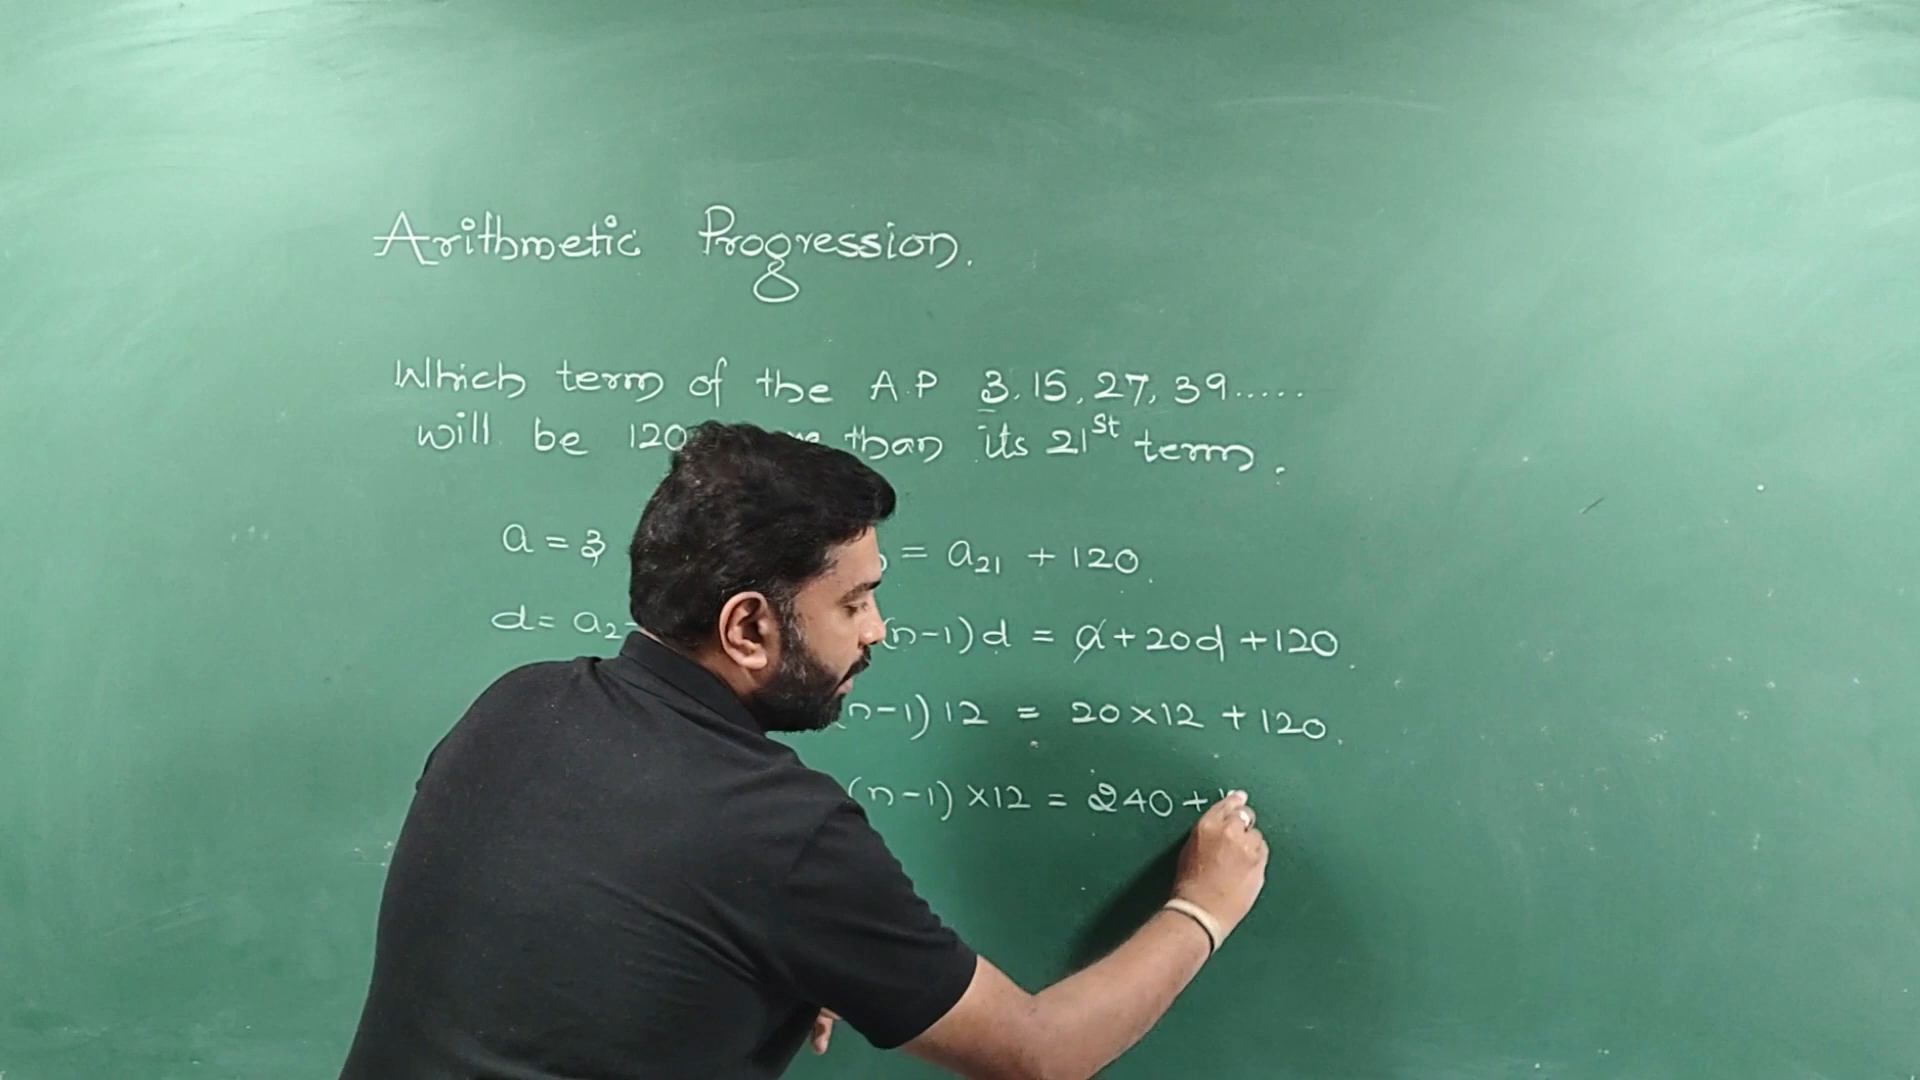 Arithmetic Progression.
Which term of the A.P 3, 15, 27, 39.....
will be 120 than its 21st term.
a = 3 = a21 + 120.
d = a2- (n-1)d = a + 20d + 120.
(n-1) 12 = 20 × 12 + 120.
(n-1) × 12 = 240 +